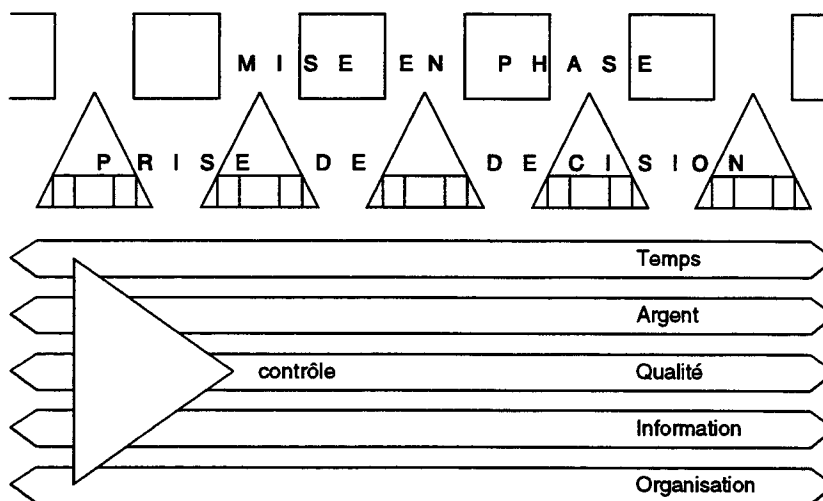 MISE EN PHASE
PRISE DE DECISION
Temps
Argent
contrôle Qualité
Information
Organisation